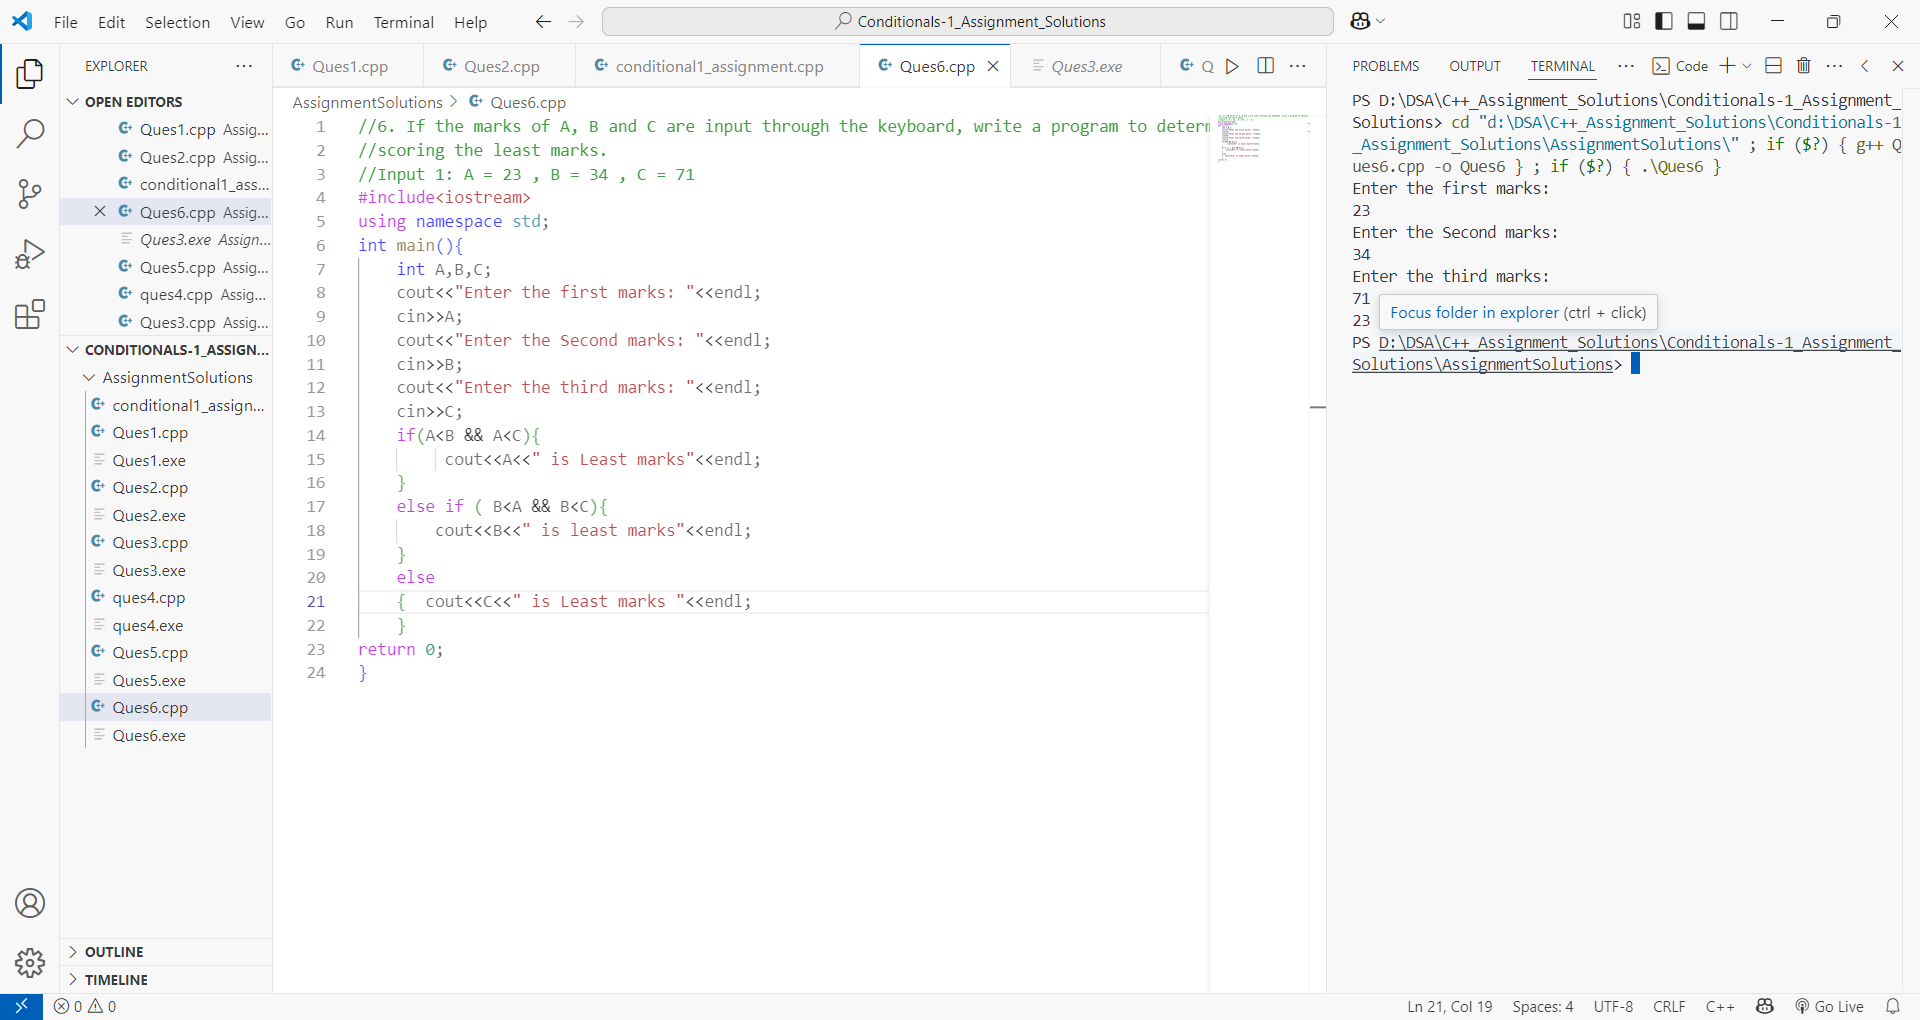 File Edit Selection View Go Run Terminal Help
Conditionals-1_Assignment_Solutions
EXPLORER
OPEN EDITORS
Ques1.cpp Assig...
Ques2.cpp Assig...
conditional1_ass...
Ques6.cpp Assig...
Ques3.exe Assign...
Ques5.cpp Assig...
ques4.cpp Assig...
Ques3.cpp Assig...
CONDITIONALS-1_ASSIGN...
AssignmentSolutions
conditional1_assign...
Ques1.cpp
Ques1.exe
Ques2.cpp
Ques2.exe
Ques3.cpp
Ques3.exe
ques4.cpp
ques4.exe
Ques5.cpp
Ques5.exe
Ques6.cpp
Ques6.exe
OUTLINE
TIMELINE
Ques1.cpp Ques2.cpp conditional1_assignment.cpp Ques6.cpp Ques3.exe Q
AssignmentSolutions > Ques6.cpp
1 //6. If the marks of A, B and C are input through the keyboard, write a program to deter
2 //scoring the least marks.
3 //Input 1: A = 23 , B = 34 , C = 71
4 #include<iostream>
5 using namespace std;
6 int main(){
7 int A,B,C;
8 cout<<"Enter the first marks: "<<endl;
9 cin>>A;
10 cout<<"Enter the Second marks: "<<endl;
11 cin>>B;
12 cout<<"Enter the third marks: "<<endl;
13 cin>>C;
14 if(A<B && A<C){
15 cout<<A<<" is Least marks"<<endl;
16 }
17 else if ( B<A && B<C){
18 cout<<B<<" is least marks"<<endl;
19 }
20 else
21 { cout<<C<<" is Least marks "<<endl;
22 }
23 return 0;
24 }
PROBLEMS OUTPUT TERMINAL Code
PS D:\DSA\C++_Assignment_Solutions\Conditionals-1_Assignment_
Solutions> cd "d:\DSA\C++_Assignment_Solutions\Conditionals-1
_Assignment_Solutions\AssignmentSolutions\" ; if ($?) { g++ Q
ues6.cpp -o Ques6 } ; if ($?) { .\Ques6 }
Enter the first marks:
23
Enter the Second marks:
34
Enter the third marks:
71
Focus folder in explorer (ctrl + click)
23
PS D:\DSA\C++_Assignment_Solutions\Conditionals-1_Assignment_
Solutions\AssignmentSolutions>
0 0
Ln 21, Col 19 Spaces: 4 UTF-8 CRLF C++ Go Live